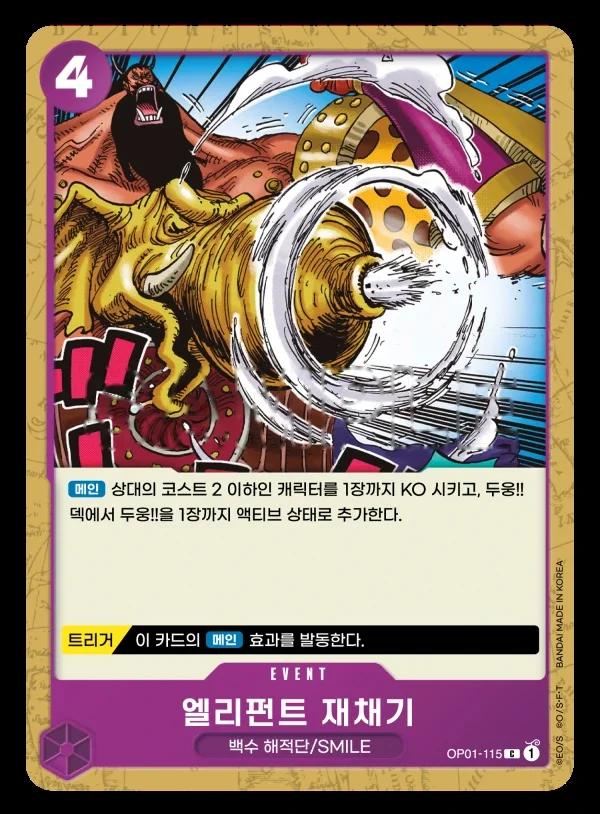 4
메인 상대의 코스트 2 이하인 캐릭터를 1장까지 KO 시키고, 두웅!!
덱에서 두웅!!을 1장까지 액티브 상태로 추가한다.
트리거 이 카드의 메인 효과를 발동한다.
EVENT
엘리펀트 재채기
백수 해적단/SMILE
OP01-115 C 1
©E.O/S ©O/S·F·T BANDAI MADE IN KOREA